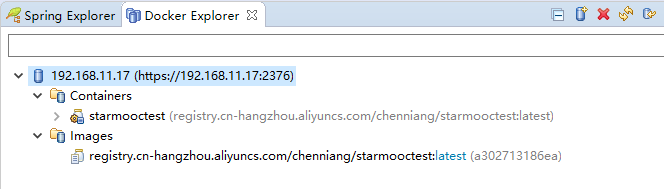 Spring Explorer Docker Explorer
192.168.11.17 (https://192.168.11.17:2376)
Containers
starmooctest (registry.cn-hangzhou.aliyuncs.com/chenniang/starmooctest:latest)
Images
registry.cn-hangzhou.aliyuncs.com/chenniang/starmooctest:latest (a302713186ea)